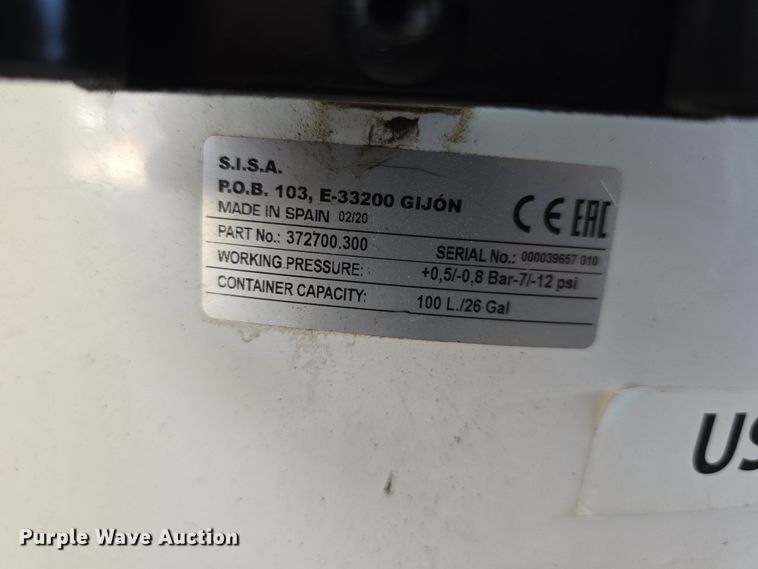 S.I.S.A.
P.O.B. 103, E-33200 GIJÓN
MADE IN SPAIN 02/20
CE EAC
PART No.: 372700.300 SERIAL No.: 000039657 010
WORKING PRESSURE: +0,5/-0,8 Bar-7/-12 psi
CONTAINER CAPACITY: 100 L./26 Gal
US
Purple Wave Auction